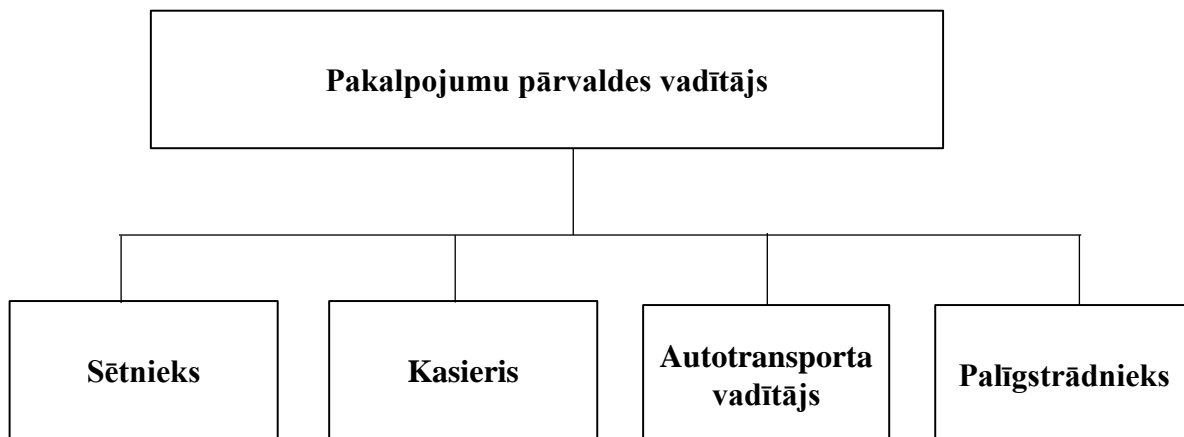 Pakalpojumu pārvaldes vadītājs
Sētnieks
Kasieris
Autotransporta
vadītājs
Palīgstrādnieks